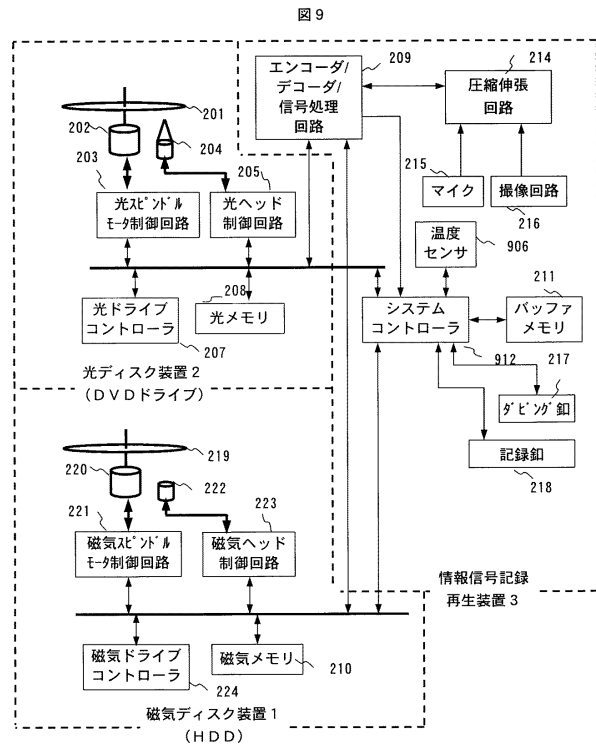 図９
エンコーダ/
デコーダ/
信号処理
回路
209
圧縮伸張
回路
214
201
202
204
203
205
光ｽﾋﾟﾝﾄﾞﾙ
ﾓｰﾀ制御回路
光ヘッド
制御回路
215
マイク
撮像回路
216
温度
センサ
906
光ドライブ
コントローラ
207
208
光メモリ
システム
コントローラ
912
211
バッファ
メモリ
217
ﾀﾞﾋﾞﾝｸﾞ釦
記録釦
218
光ディスク装置２
（ＤＶＤドライブ）
219
220
222
221
223
磁気ｽﾋﾟﾝﾄﾞﾙ
ﾓｰﾀ制御回路
磁気ヘッド
制御回路
情報信号記録
再生装置３
磁気ドライブ
コントローラ
224
磁気メモリ
210
磁気ディスク装置１
（ＨＤＤ）